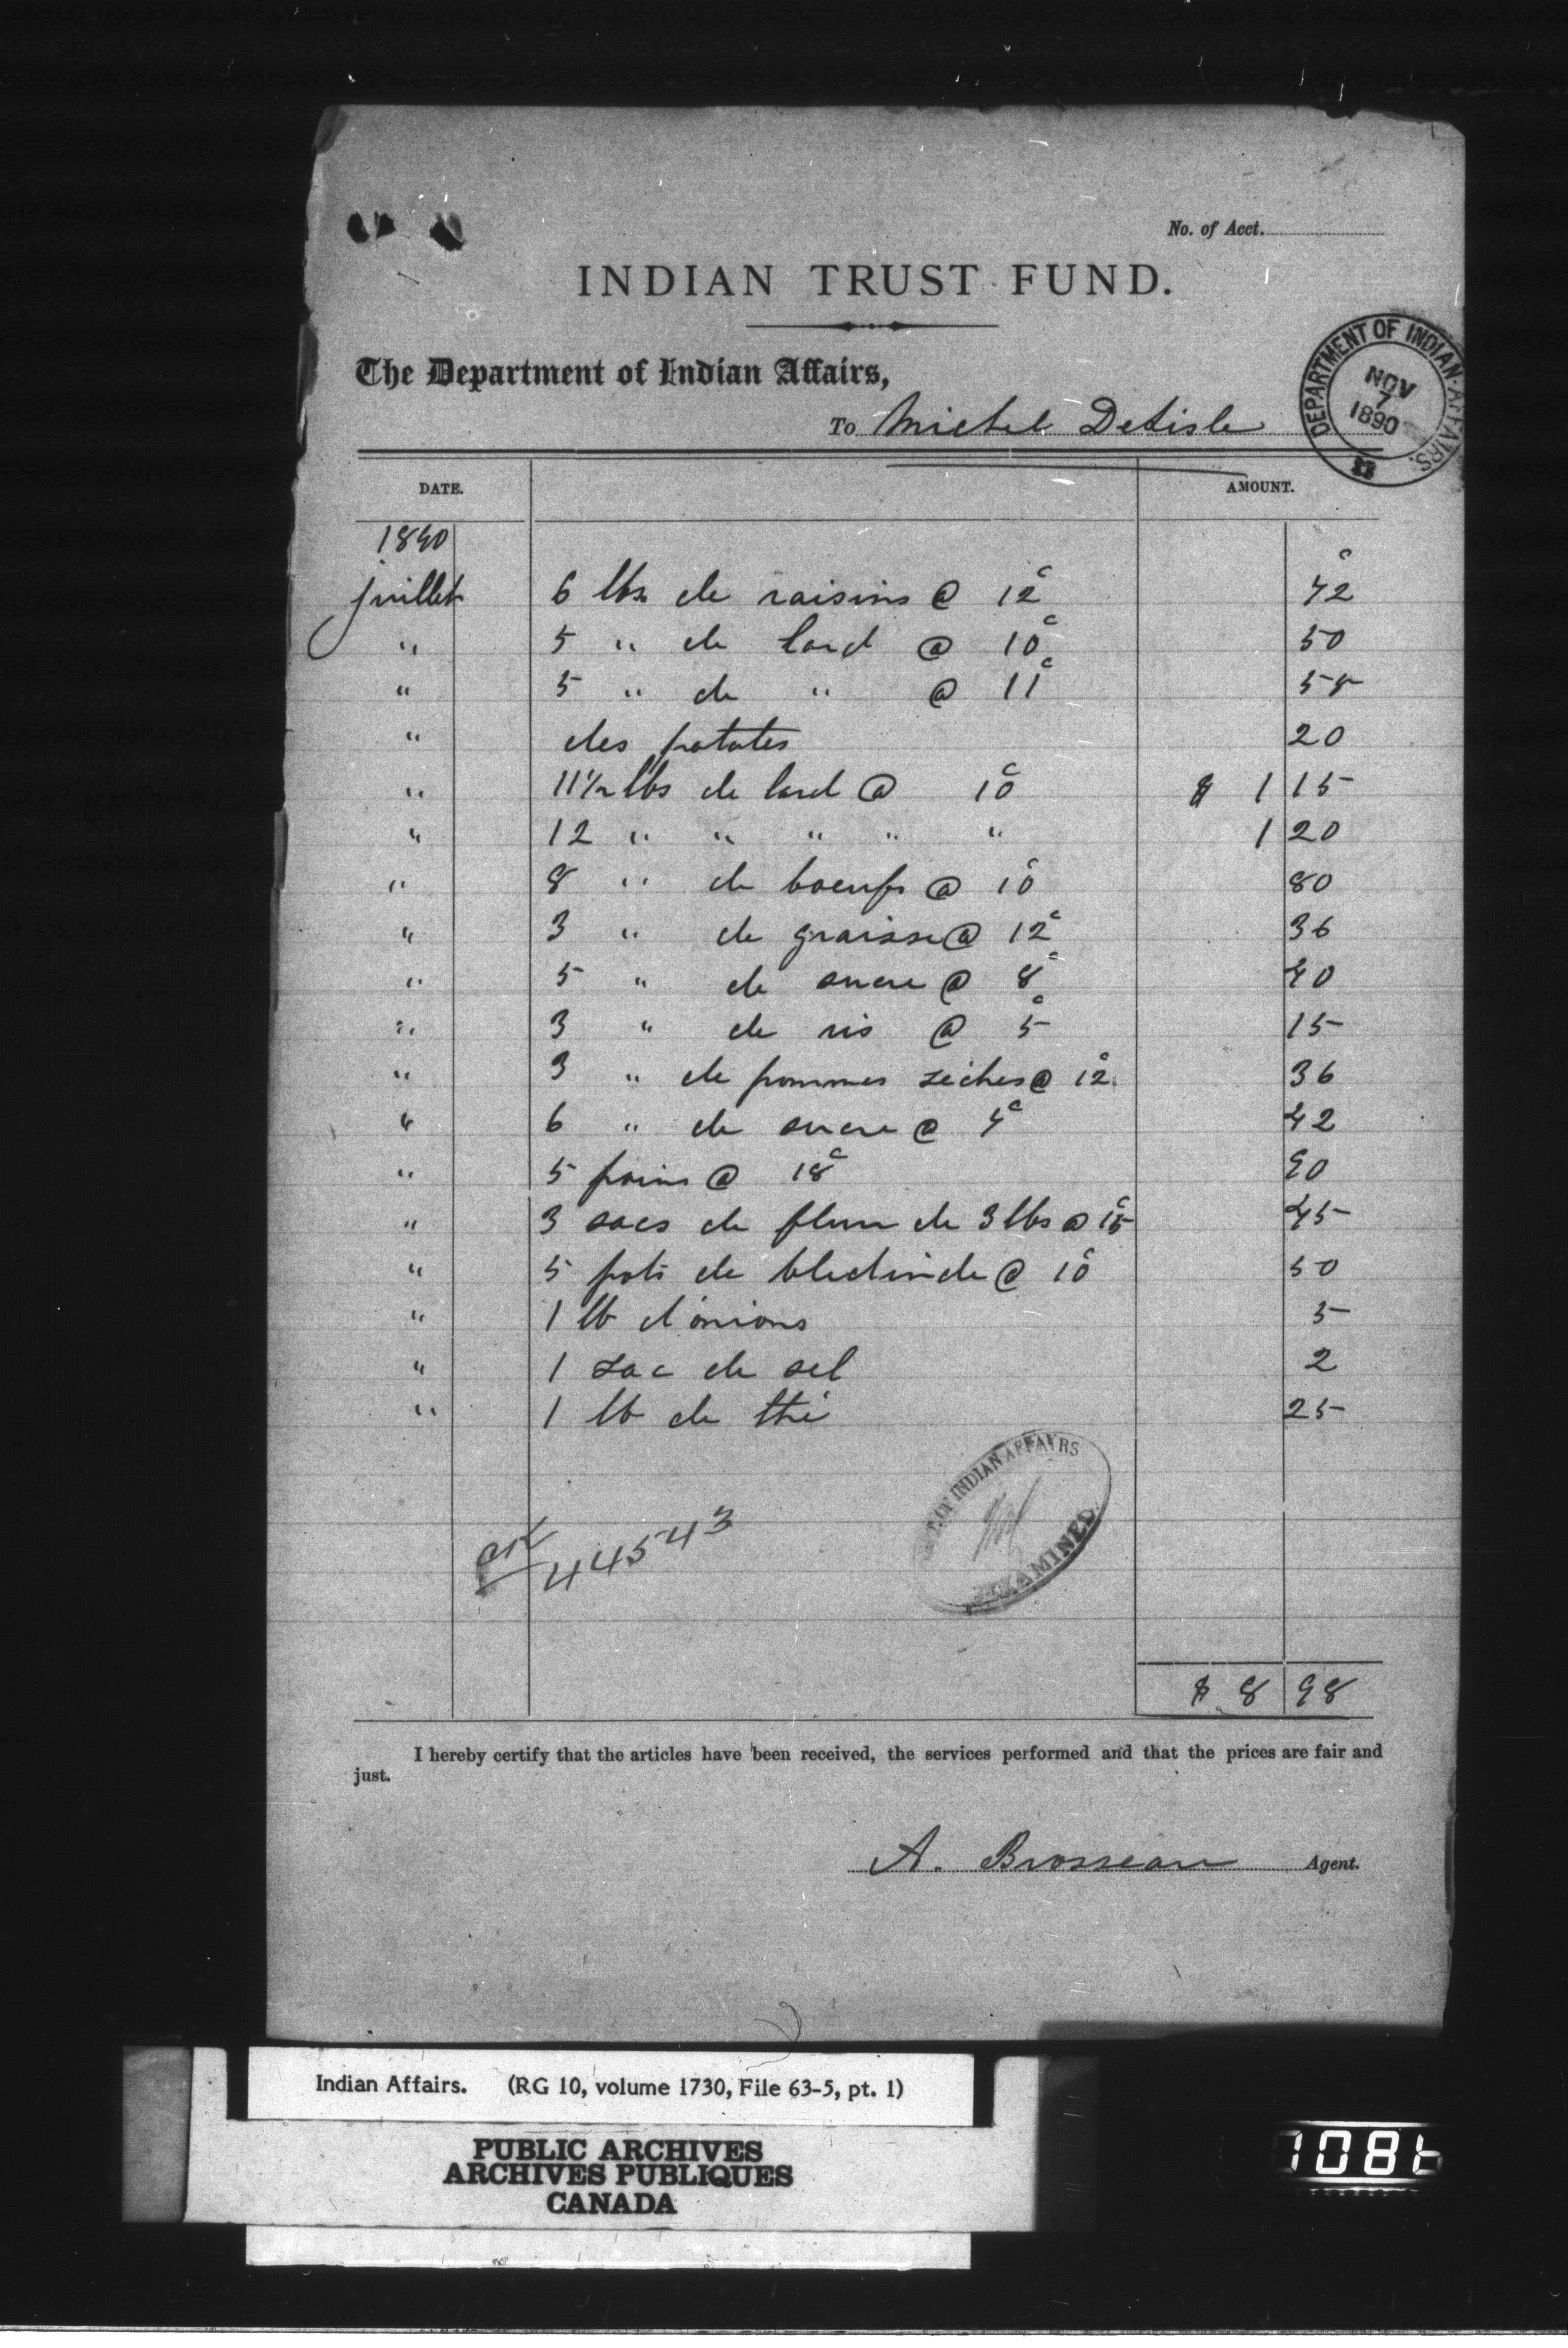 No. of Acct.
INDIAN TRUST FUND.
The Department of Indian Affairs,
To Michel Delisle
DEPARTMENT OF INDIAN AFFAIRS.
NOV
7
1890
DATE. AMOUNT.
1890 c
juillet 6 lbs de raisins @ 12c 72
" 5 " de lard @ 10c 50
" 5 " de " @ 11c 55
" des patates 20
" 11½ lbs de lard @ 10c $ 1 15
" 12 " " " " " 1 20
" 8 " de boeufs @ 10c 80
" 3 " de graisse @ 12c 36
" 5 " de sucre @ 8c 40
" 3 " de ris @ 5c 15
" 3 " de pommes sèches @ 12c 36
" 6 " de sucre @ 7c 42
" 5 pains @ 18c 90
" 3 sacs de fleur de 3 lbs @ 15c 45
" 5 pots de bledinde @ 10c 50
" 1 lb d'onions 5
" 1 sac de sel 2
" 1 lb de thé 25
OF INDIAN AFFAIRS
EXAMINED
44543
$ 8 98
I hereby certify that the articles have been received, the services performed and that the prices are fair and
just.
A. Brosseau Agent.
Indian Affairs. (RG 10, volume 1730, File 63-5, pt. 1)
PUBLIC ARCHIVES
ARCHIVES PUBLIQUES
CANADA